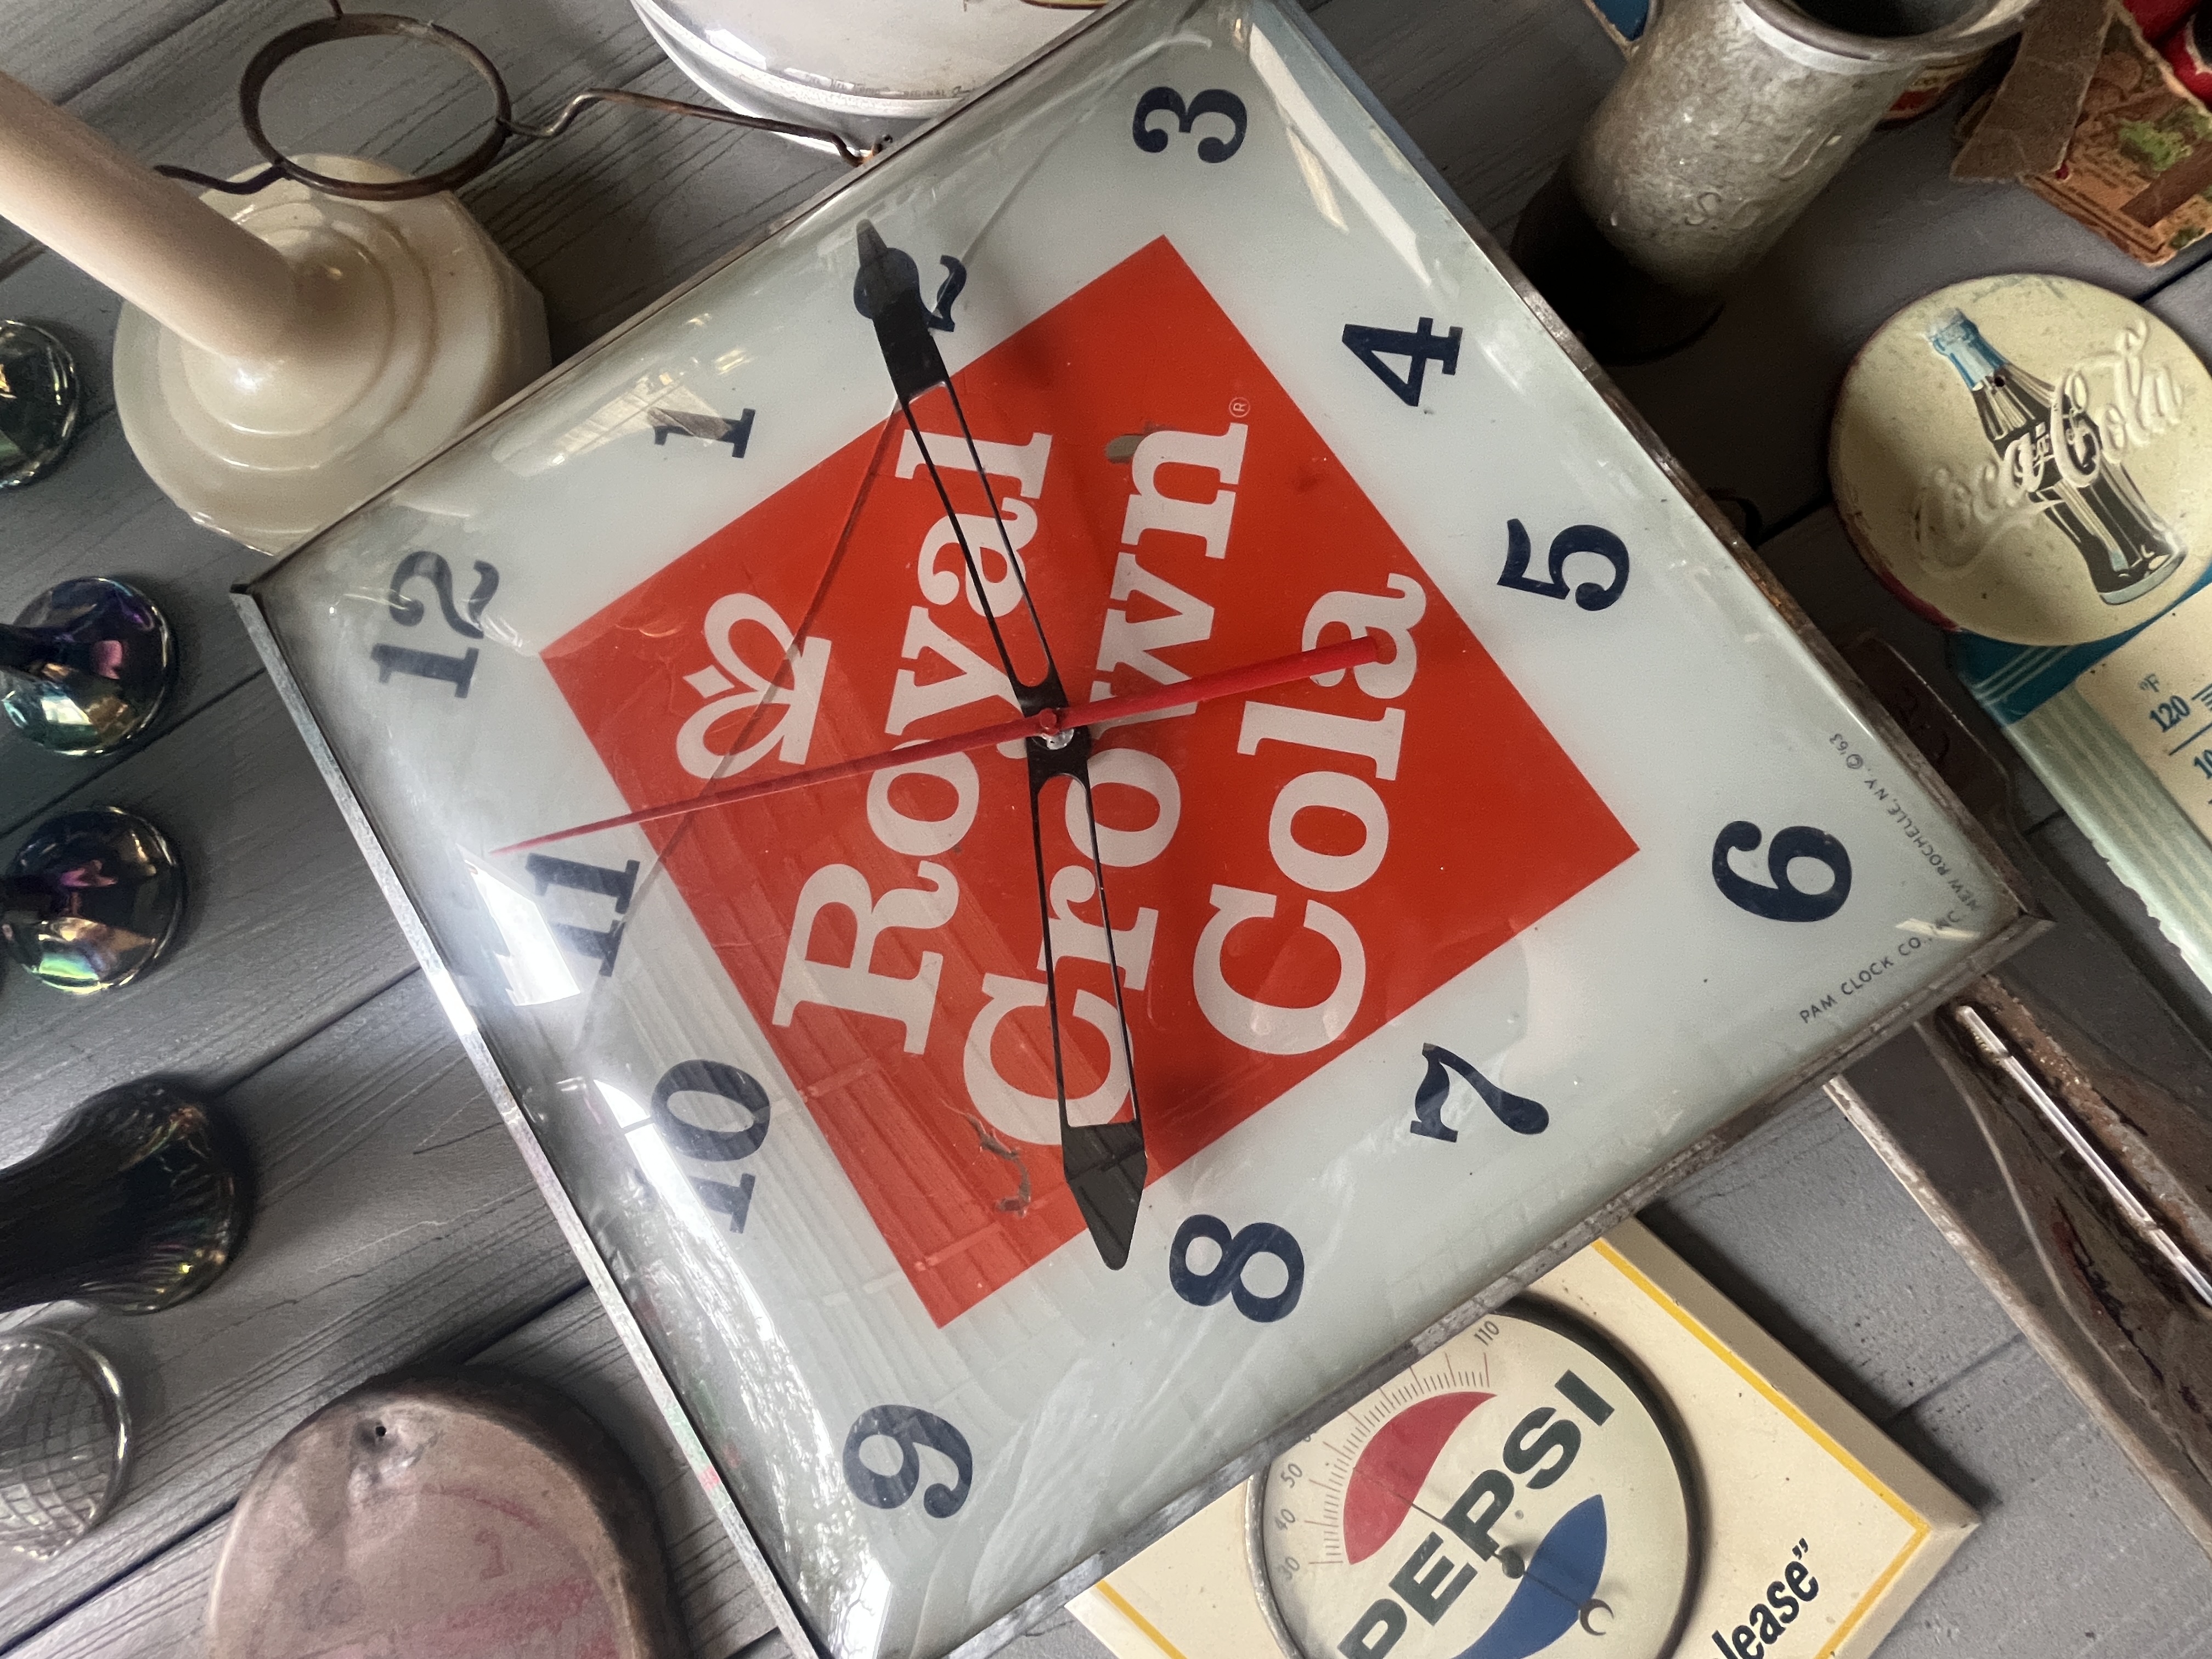 12
1
2
3
4
5
6
7
8
9
10
11
Royal
Crown®
Cola
PAM CLOCK CO., INC. NEW ROCHELLE, N.Y. © '63
Coca-Cola
°F
120
PEPSI
30
40
50
110
lease”
ORIGINAL